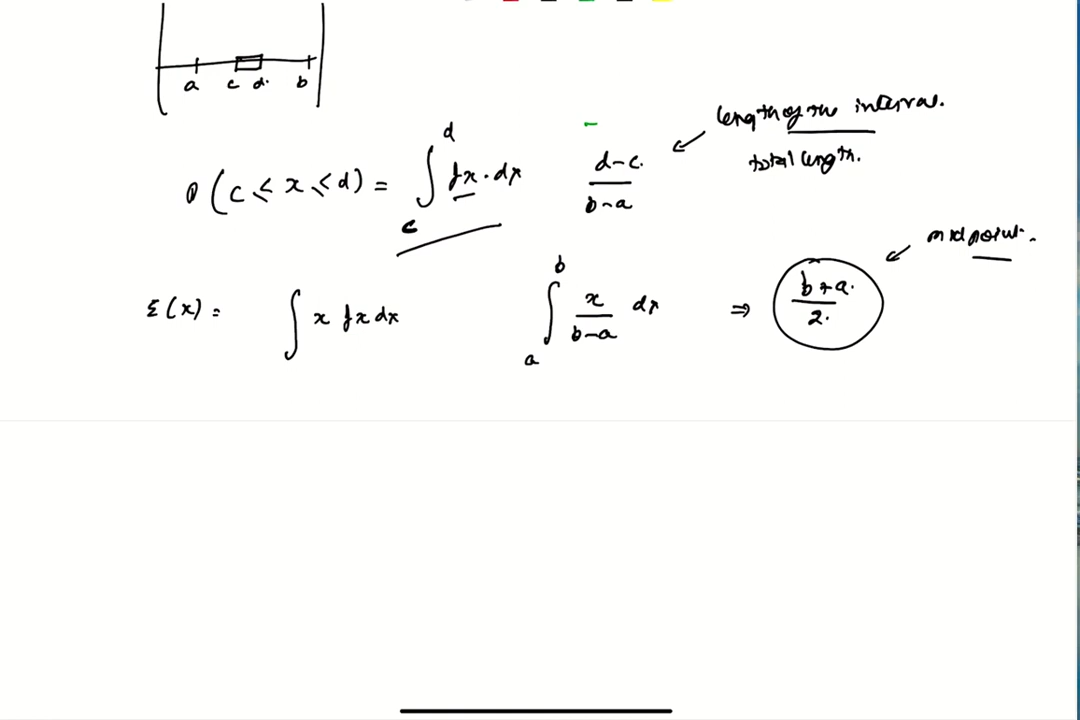 a c d. b
length of the interval.
total length.
P(c ≤ x ≤ d) = ∫_c^d fx · dx   d-c. / b-a
midpoint.
E(x) = ∫ x fx dx   ∫_a^b x / b-a dx ⇒ b+a. / 2.